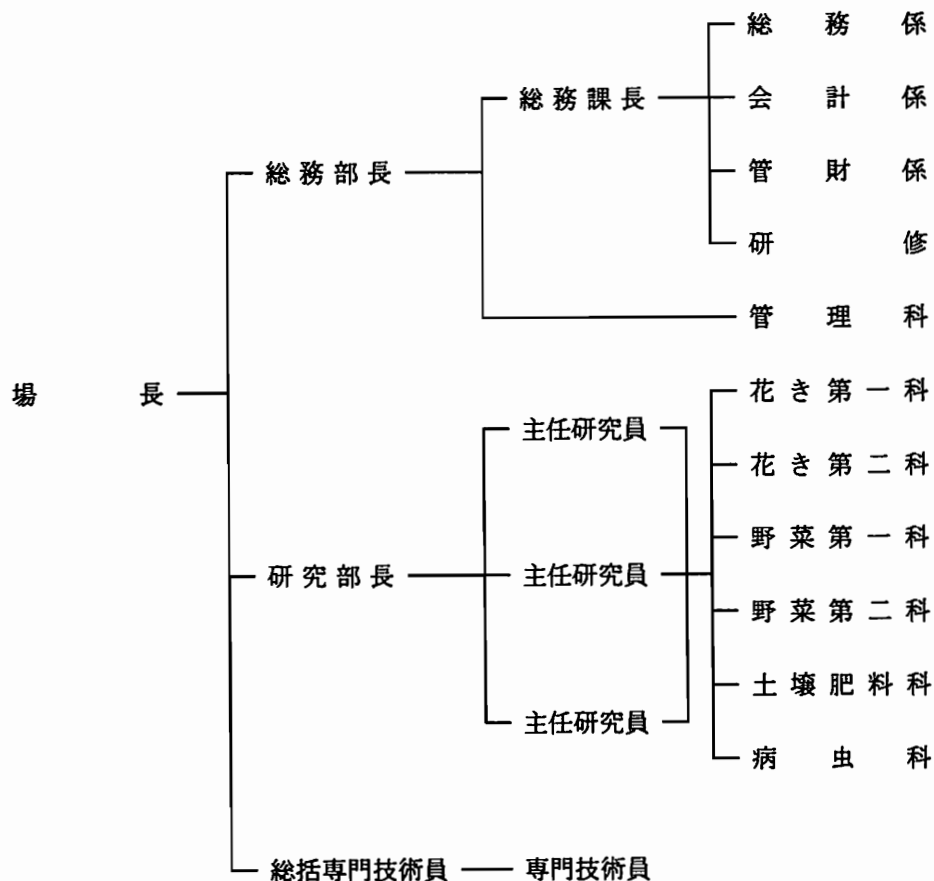 総務係
総務課長
会計係
総務部長
管財係
研修
管理科
場長
花き第一科
主任研究員
花き第二科
野菜第一科
研究部長
主任研究員
野菜第二科
土壌肥料科
主任研究員
病虫科
総括専門技術員
専門技術員